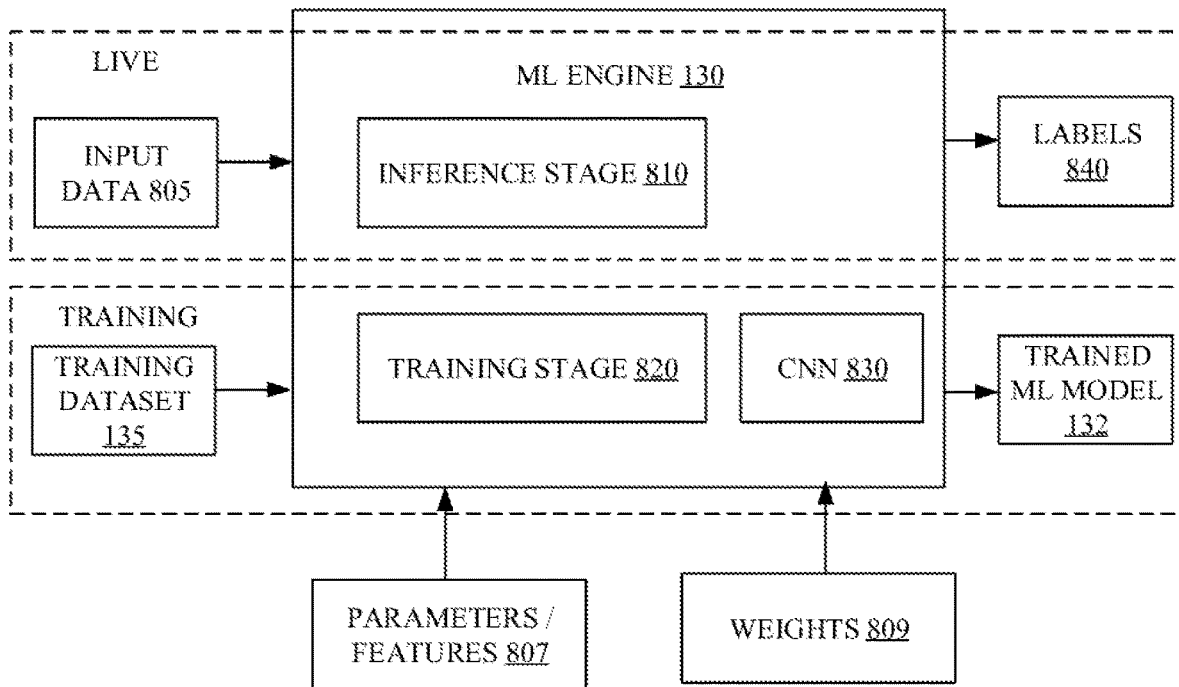 LIVE
ML ENGINE 130
INPUT
DATA 805
INFERENCE STAGE 810
LABELS
840
TRAINING
TRAINING
DATASET
135
TRAINING STAGE 820
CNN 830
TRAINED
ML MODEL
132
PARAMETERS /
FEATURES 807
WEIGHTS 809